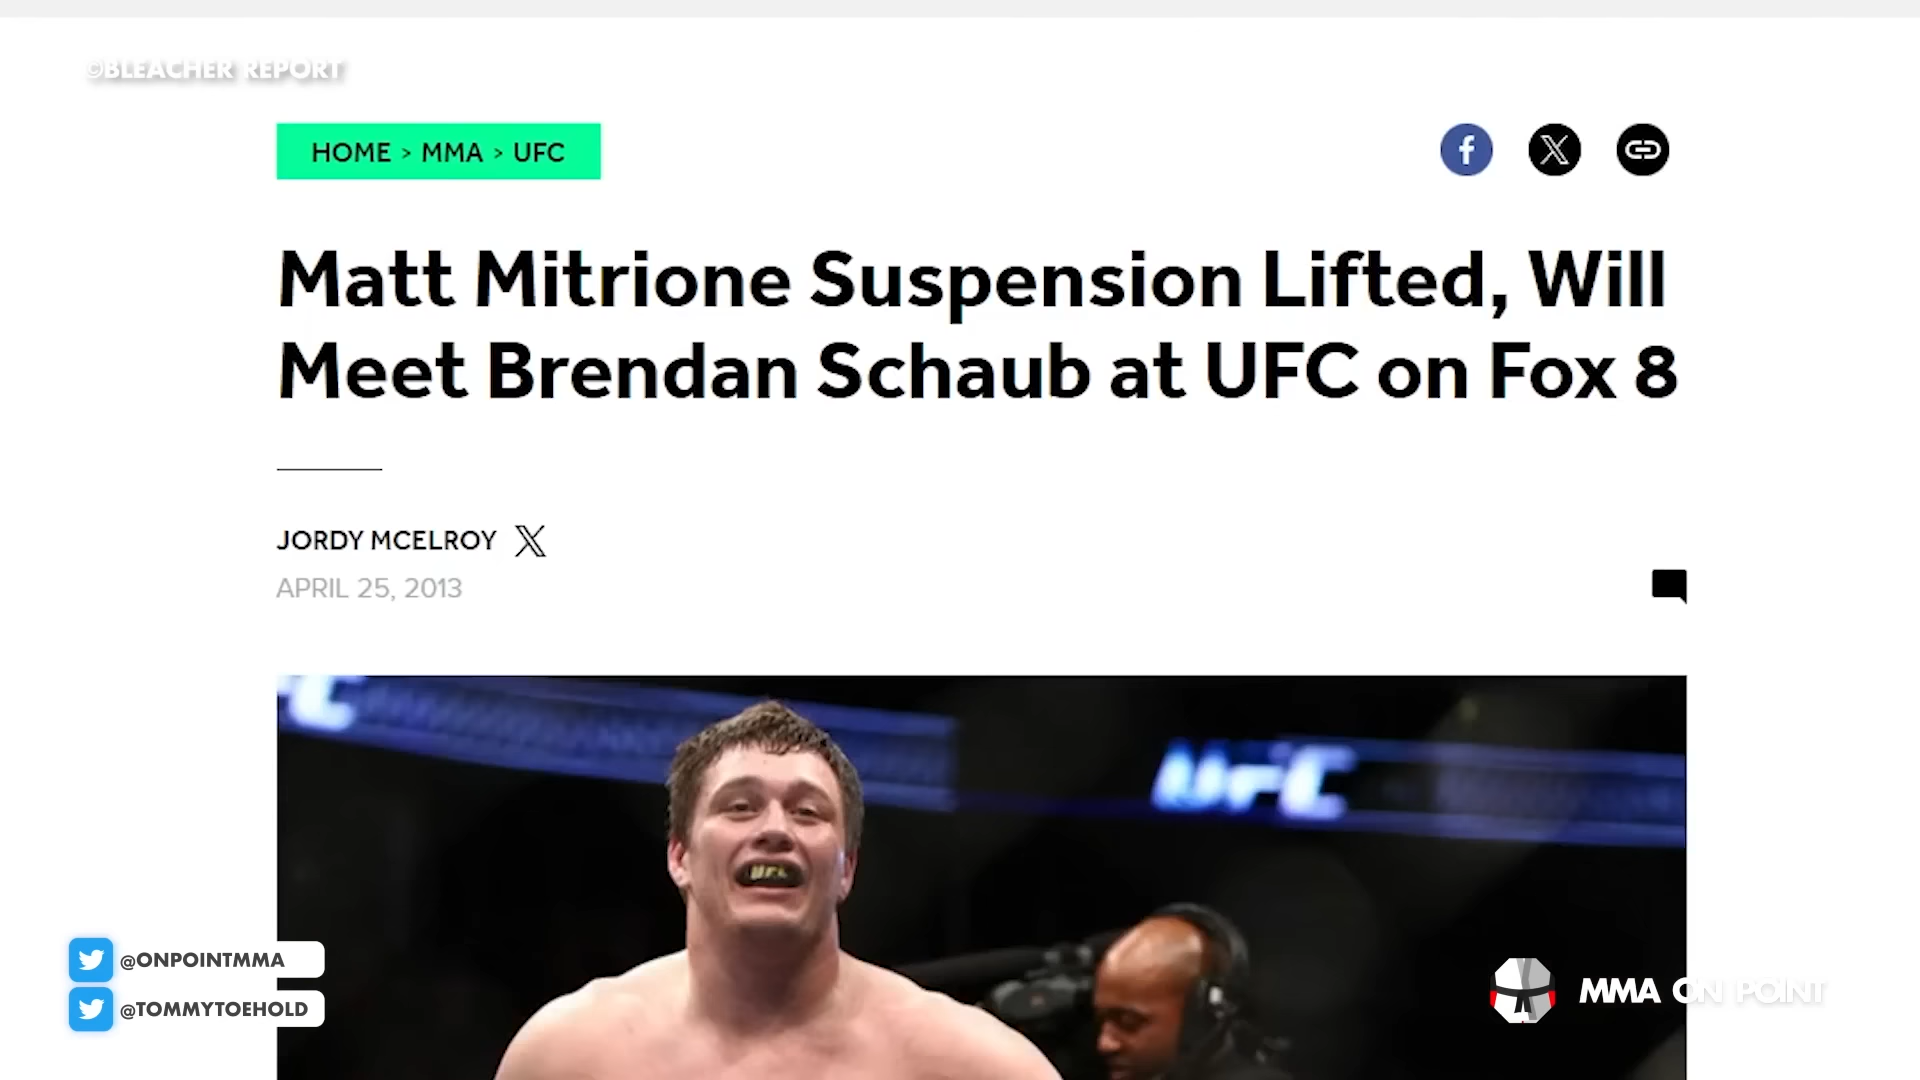 ©BLEACHER REPORT
HOME > MMA > UFC
Matt Mitrione Suspension Lifted, Will
Meet Brendan Schaub at UFC on Fox 8
JORDY MCELROY
APRIL 25, 2013
UFC
UFC
@ONPOINTMMA
@TOMMYTOEHOLD
MMA ON POINT